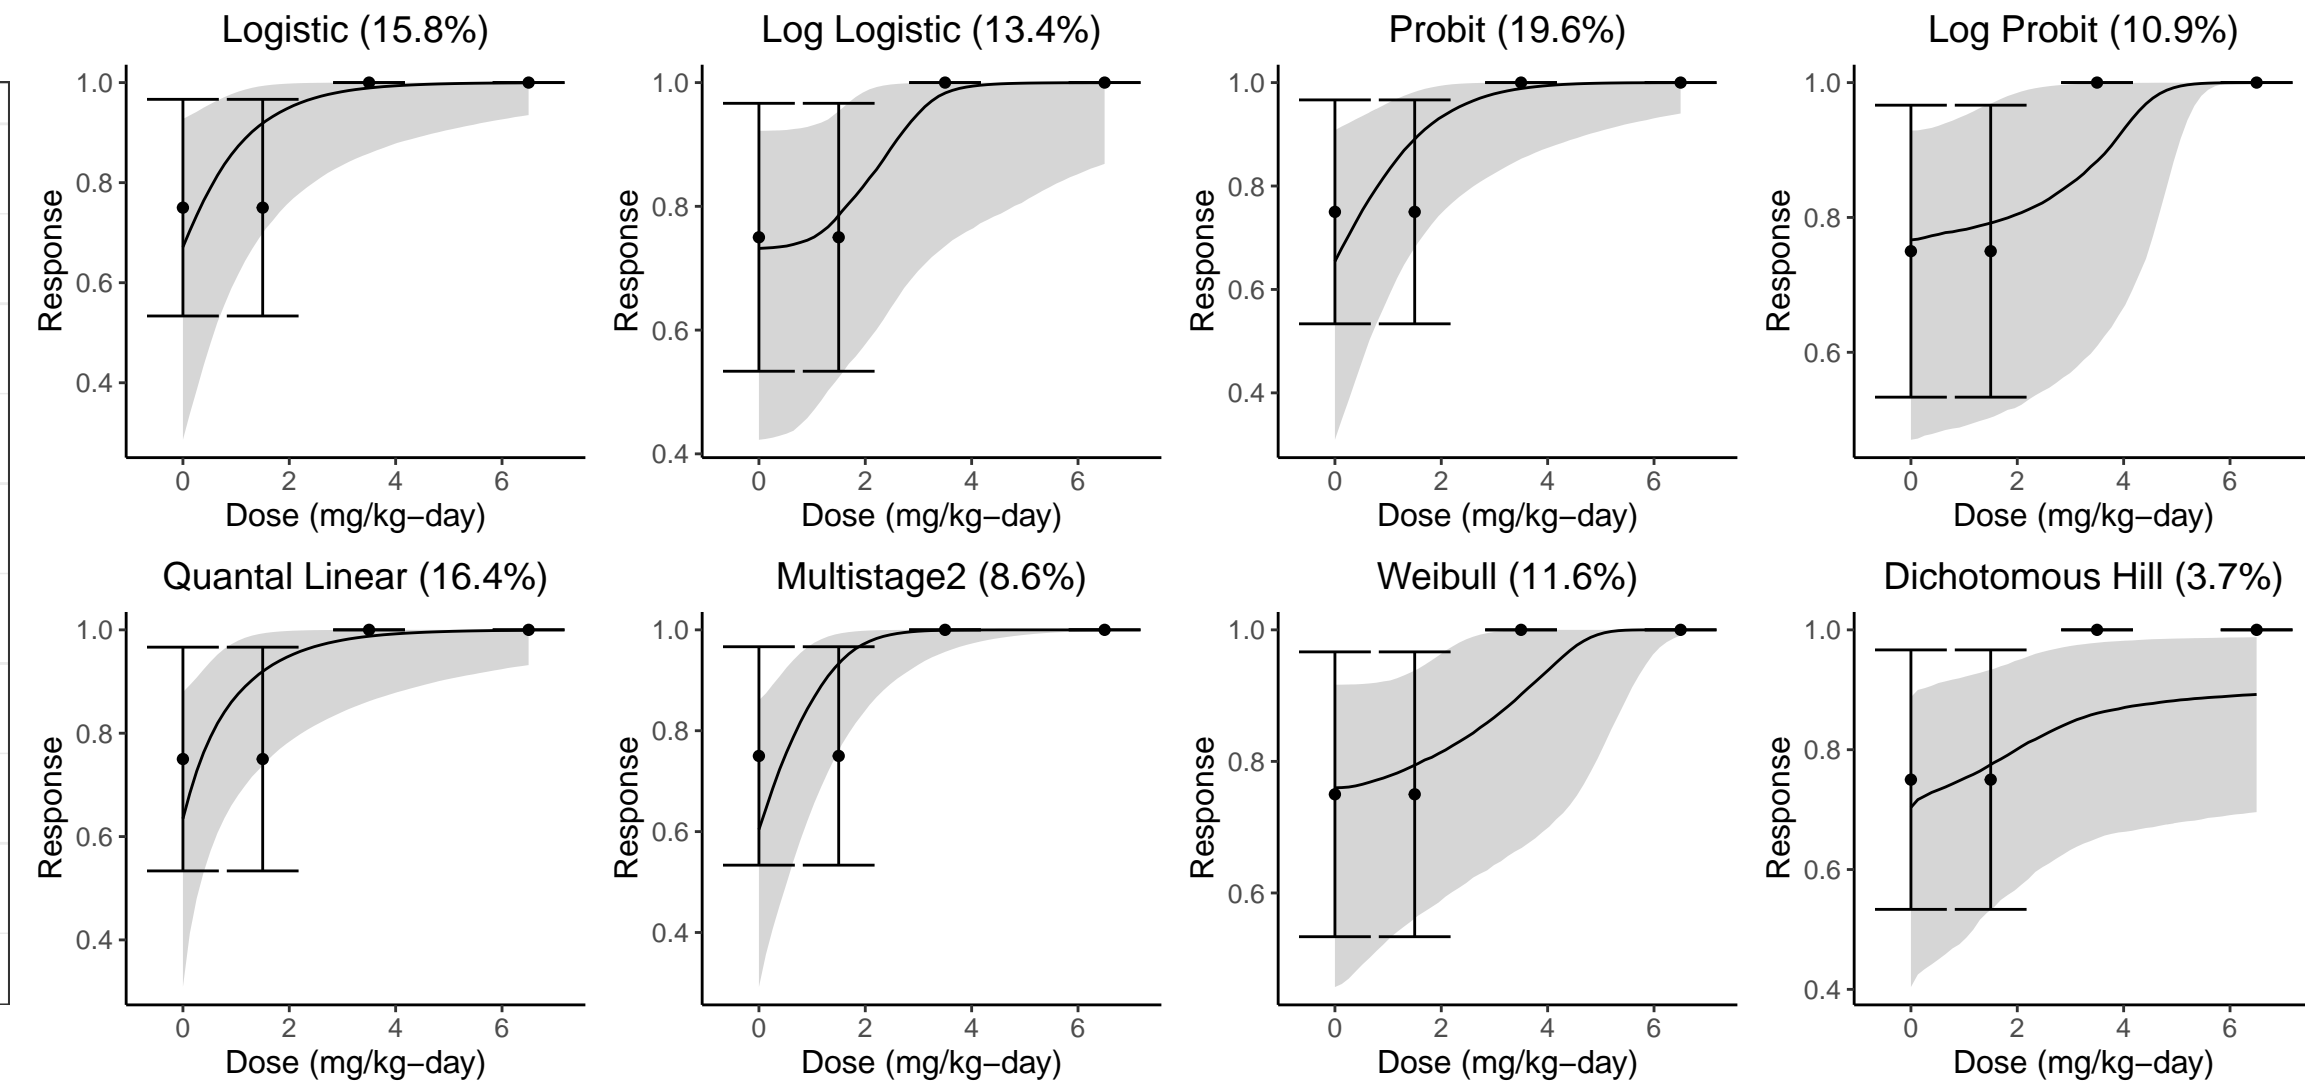 Logistic (15.8%)
1.0
0.8
0.6
0.4
Response
0 2 4 6
Dose (mg/kg−day)
Log Logistic (13.4%)
1.0
0.8
0.6
0.4
Response
0 2 4 6
Dose (mg/kg−day)
Probit (19.6%)
1.0
0.8
0.6
0.4
Response
0 2 4 6
Dose (mg/kg−day)
Log Probit (10.9%)
1.0
0.8
0.6
Response
0 2 4 6
Dose (mg/kg−day)
Quantal Linear (16.4%)
1.0
0.8
0.6
0.4
Response
0 2 4 6
Dose (mg/kg−day)
Multistage2 (8.6%)
1.0
0.8
0.6
0.4
Response
0 2 4 6
Dose (mg/kg−day)
Weibull (11.6%)
1.0
0.8
0.6
Response
0 2 4 6
Dose (mg/kg−day)
Dichotomous Hill (3.7%)
1.0
0.8
0.6
0.4
Response
0 2 4 6
Dose (mg/kg−day)